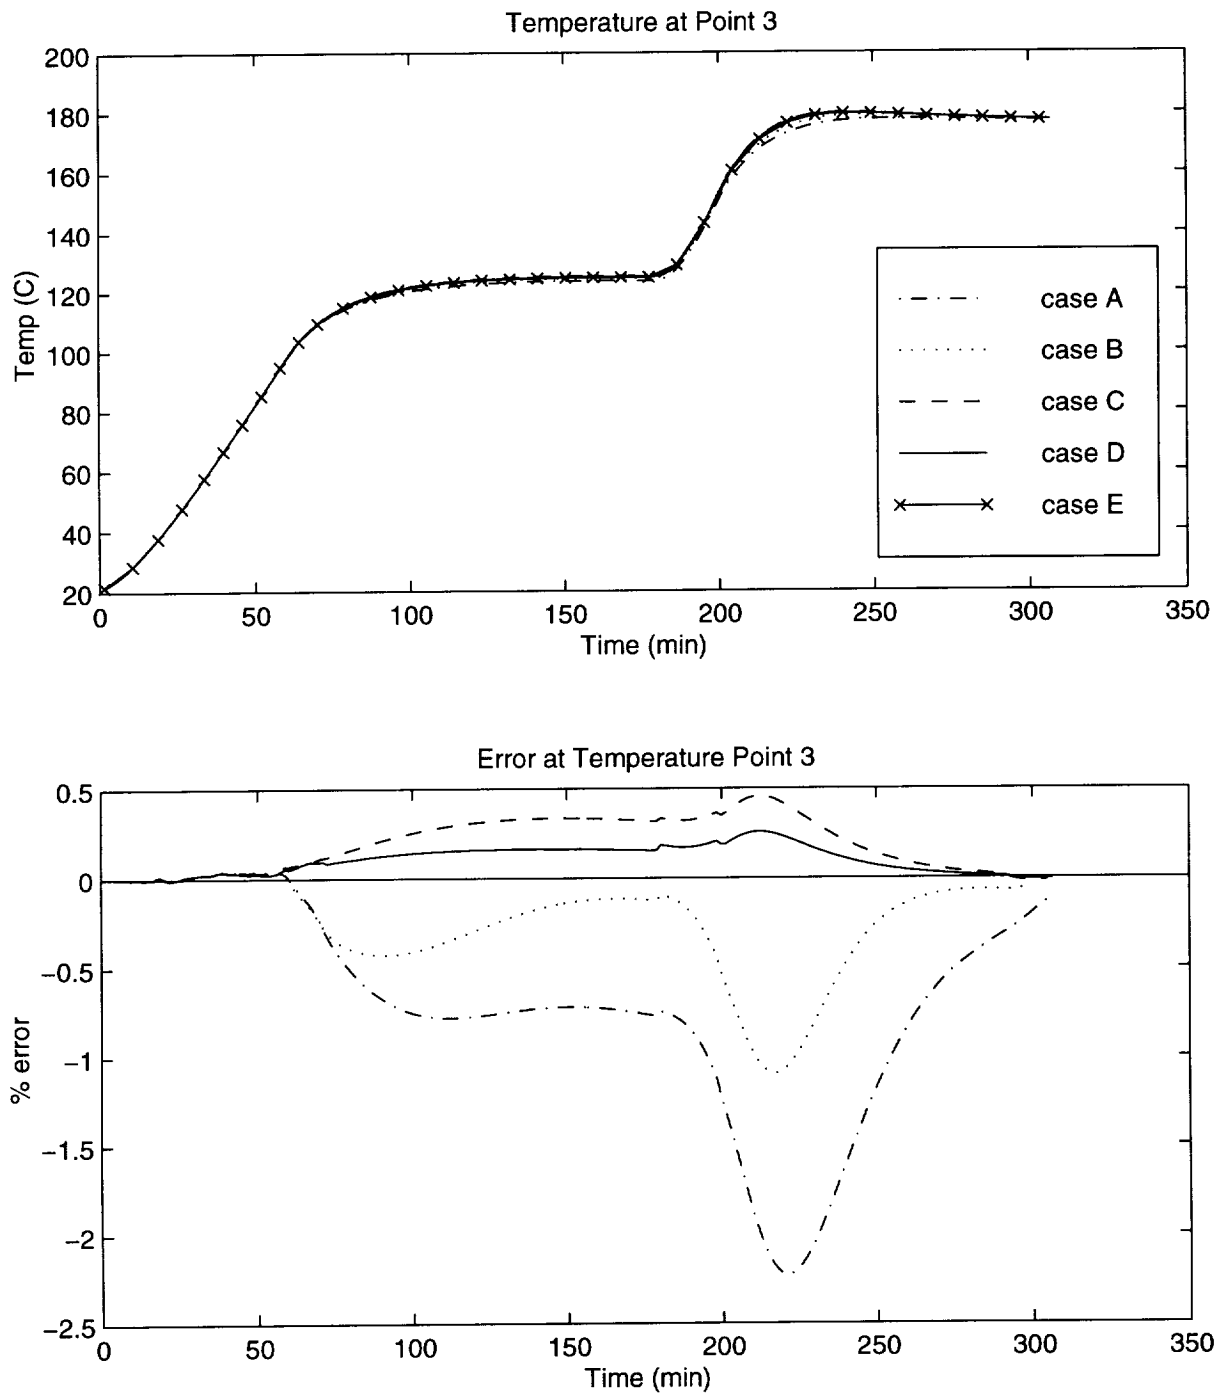 Temperature at Point 3
200
180
160
140
120
100
80
60
40
20
Temp (C)
0 50 100 150 200 250 300 350
Time (min)
case A
case B
case C
case D
case E
Error at Temperature Point 3
0.5
0
−0.5
−1
−1.5
−2
−2.5
% error
0 50 100 150 200 250 300 350
Time (min)